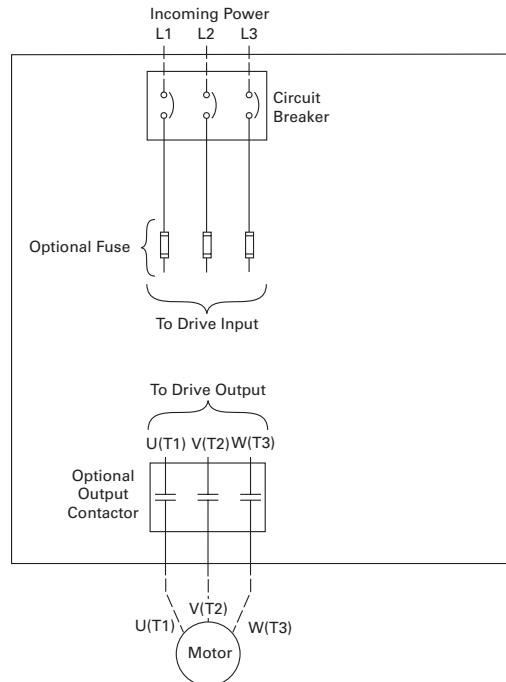 Incoming Power
L1 L2 L3
Circuit
Breaker
Optional Fuse
To Drive Input
To Drive Output
U(T1) V(T2) W(T3)
Optional
Output
Contactor
V(T2)
U(T1) W(T3)
Motor